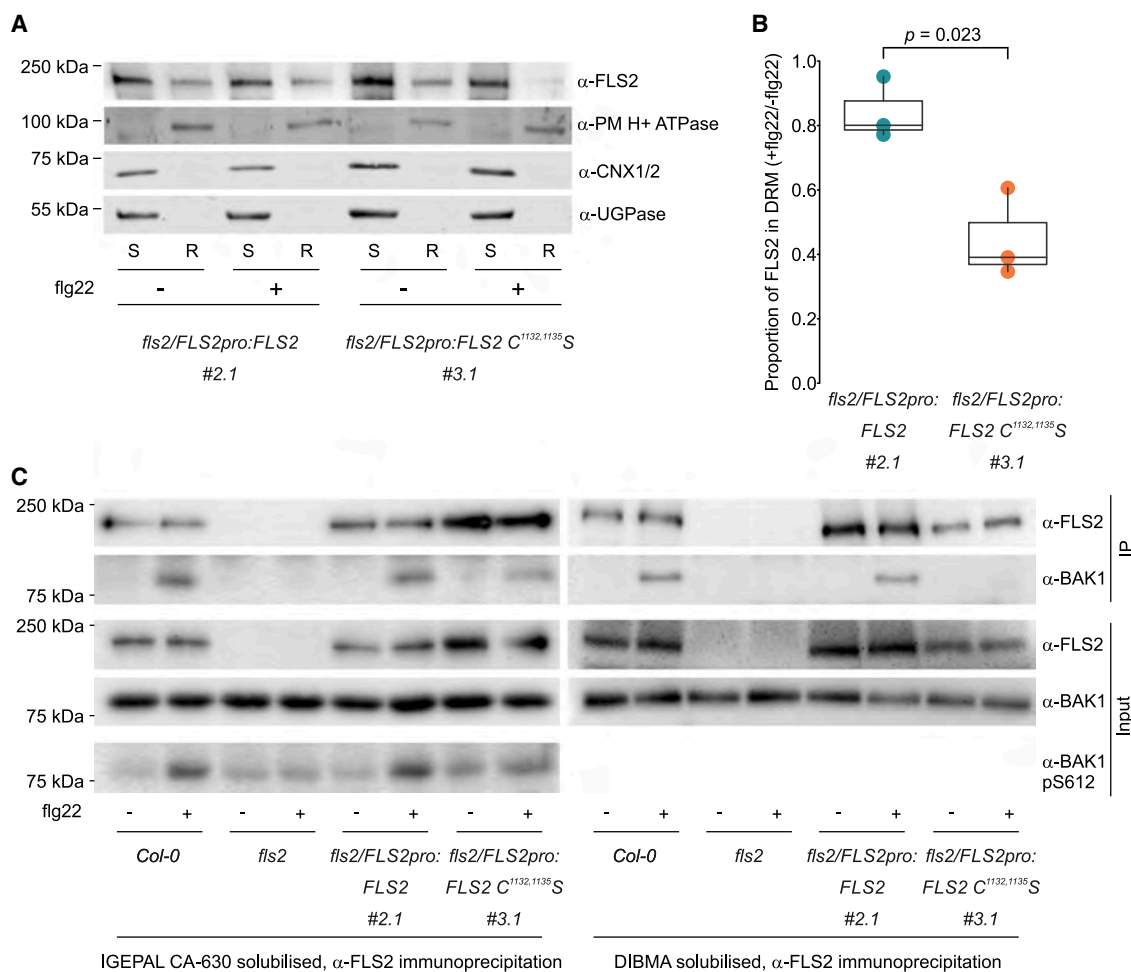 A
250 kDa
α-FLS2
100 kDa
α-PM H+ ATPase
75 kDa
α-CNX1/2
55 kDa
α-UGPase
S R S R S R S R
flg22 - + - +
fls2/FLS2pro:FLS2 fls2/FLS2pro:FLS2 C1132,1135S
#2.1 #3.1
B
p = 0.023
Proportion of FLS2 in DRM (+flg22/-flg22)
1.0
0.8
0.6
0.4
0.2
0.0
fls2/FLS2pro: fls2/FLS2pro:
FLS2 FLS2 C1132,1135S
#2.1 #3.1
C
250 kDa
α-FLS2
75 kDa
α-BAK1
IP
250 kDa
α-FLS2
75 kDa
α-BAK1
75 kDa
α-BAK1
pS612
Input
flg22 - + - + - + - + - + - + - + - +
Col-0 fls2 fls2/FLS2pro: fls2/FLS2pro: Col-0 fls2 fls2/FLS2pro: fls2/FLS2pro:
FLS2 FLS2 C1132,1135S FLS2 FLS2 C1132,1135S
#2.1 #3.1 #2.1 #3.1
IGEPAL CA-630 solubilised, α-FLS2 immunoprecipitation DIBMA solubilised, α-FLS2 immunoprecipitation